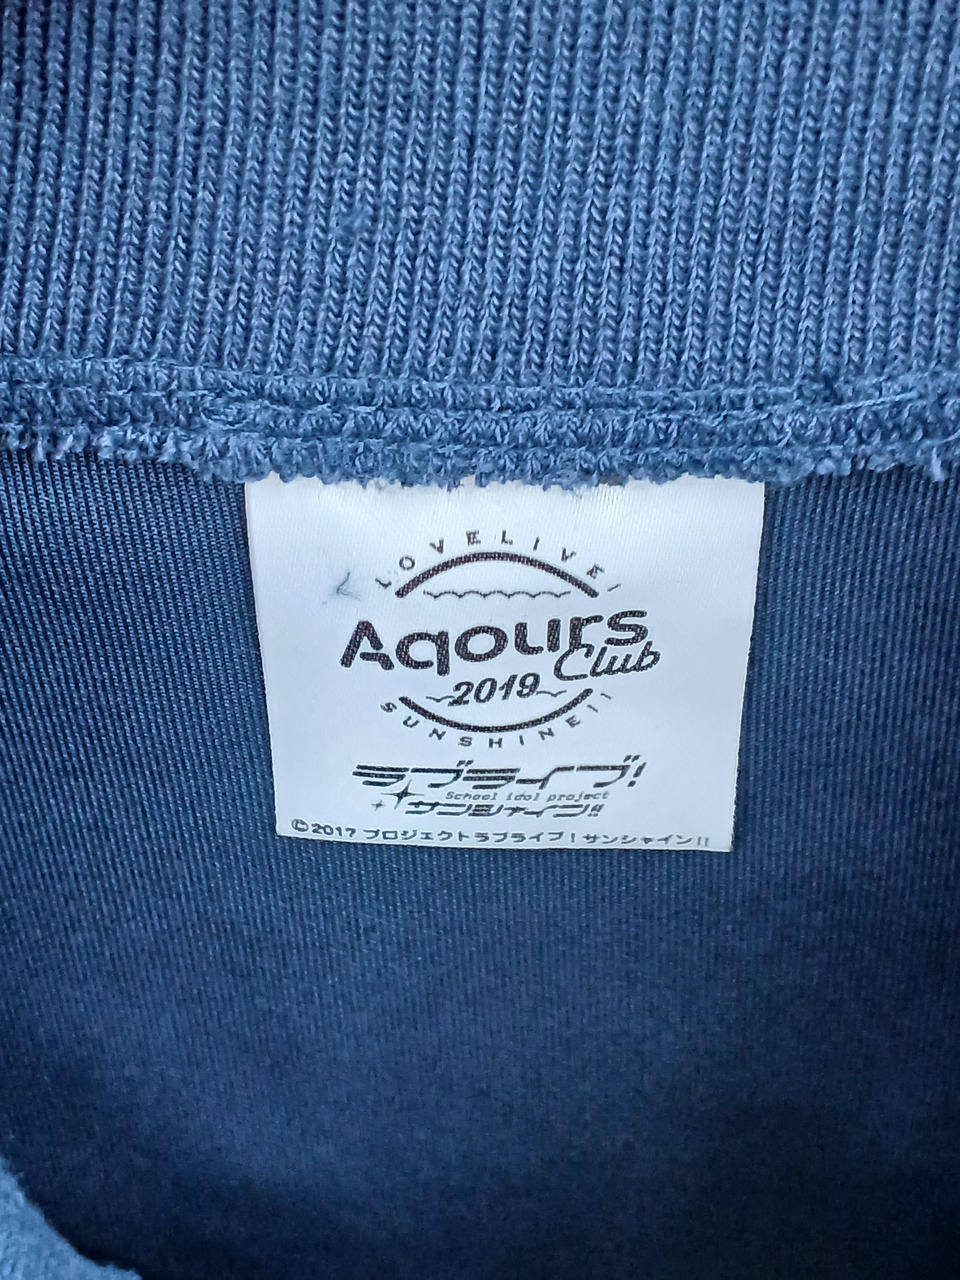 LOVELIVE!
Aqours
Club
2019
SUNSHINE!!
ラブライブ!
School idol project
サンシャイン!!
©2017 プロジェクトラブライブ!サンシャイン!!